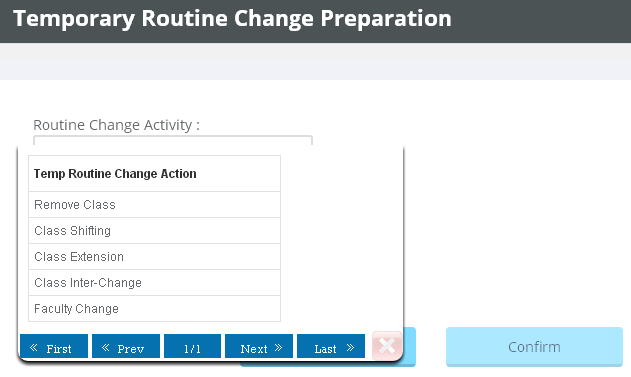 Temporary Routine Change Preparation
Routine Change Activity :
Temp Routine Change Action
Remove Class
Class Shifting
Class Extension
Class Inter-Change
Faculty Change
« First « Prev 1/1 Next » Last »
Confirm